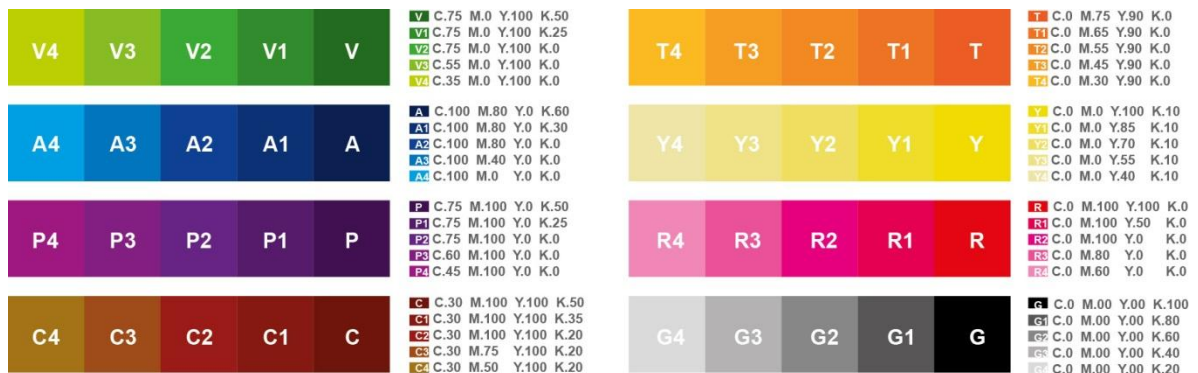 V4 V3 V2 V1 V
V C.75 M.0 Y.100 K.50
V1 C.75 M.0 Y.100 K.25
V2 C.75 M.0 Y.100 K.0
V3 C.55 M.0 Y.100 K.0
V4 C.35 M.0 Y.100 K.0
T4 T3 T2 T1 T
T C.0 M.75 Y.90 K.0
T1 C.0 M.65 Y.90 K.0
T2 C.0 M.55 Y.90 K.0
T3 C.0 M.45 Y.90 K.0
T4 C.0 M.30 Y.90 K.0
A4 A3 A2 A1 A
A C.100 M.80 Y.0 K.60
A1 C.100 M.80 Y.0 K.30
A2 C.100 M.80 Y.0 K.0
A3 C.100 M.40 Y.0 K.0
A4 C.100 M.0 Y.0 K.0
Y4 Y3 Y2 Y1 Y
Y C.0 M.0 Y.100 K.10
Y1 C.0 M.0 Y.85 K.10
Y2 C.0 M.0 Y.70 K.10
Y3 C.0 M.0 Y.55 K.10
Y4 C.0 M.0 Y.40 K.10
P4 P3 P2 P1 P
P C.75 M.100 Y.0 K.50
P1 C.75 M.100 Y.0 K.25
P2 C.75 M.100 Y.0 K.0
P3 C.60 M.100 Y.0 K.0
P4 C.45 M.100 Y.0 K.0
R4 R3 R2 R1 R
R C.0 M.100 Y.100 K.0
R1 C.0 M.100 Y.50 K.0
R2 C.0 M.100 Y.0 K.0
R3 C.0 M.80 Y.0 K.0
R4 C.0 M.60 Y.0 K.0
C4 C3 C2 C1 C
C C.30 M.100 Y.100 K.50
C1 C.30 M.100 Y.100 K.35
C2 C.30 M.100 Y.100 K.20
C3 C.30 M.75 Y.100 K.20
C4 C.30 M.50 Y.100 K.20
G4 G3 G2 G1 G
G C.0 M.00 Y.00 K.100
G1 C.0 M.00 Y.00 K.80
G2 C.0 M.00 Y.00 K.60
G3 C.0 M.00 Y.00 K.40
G4 C.0 M.00 Y.00 K.20